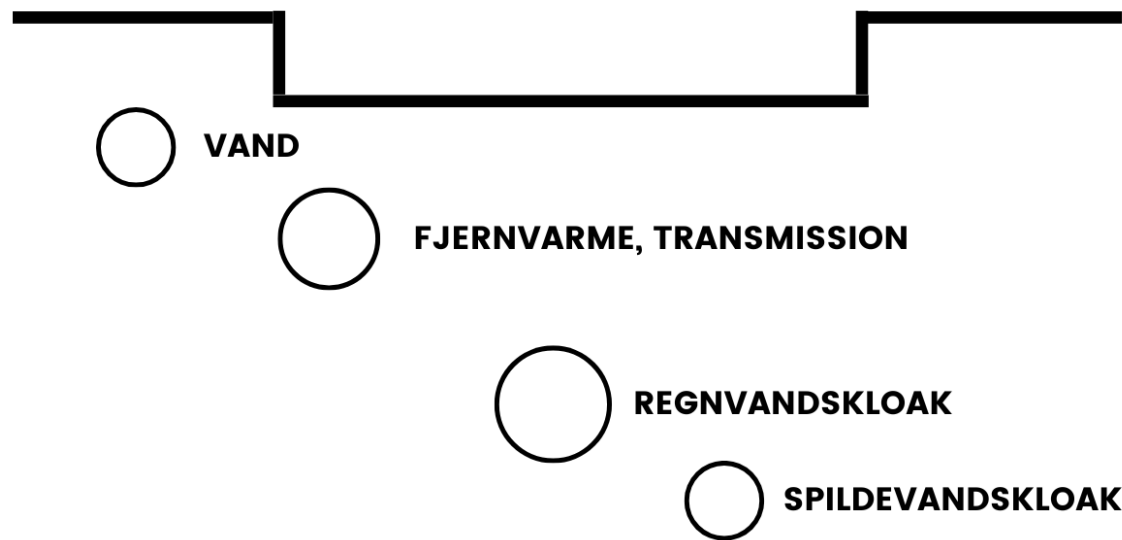 VAND
FJERNVARME, TRANSMISSION
REGNVANDSKLOAK
SPILDEVANDSKLOAK